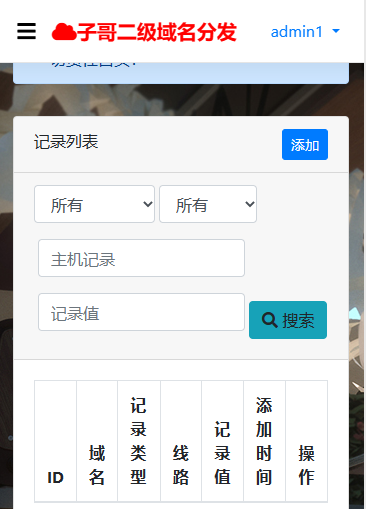 子哥二级域名分发 admin1
记录列表 添加
所有 所有
主机记录
记录值 搜索
ID 域名 记录类型 线路 记录值 添加时间 操作